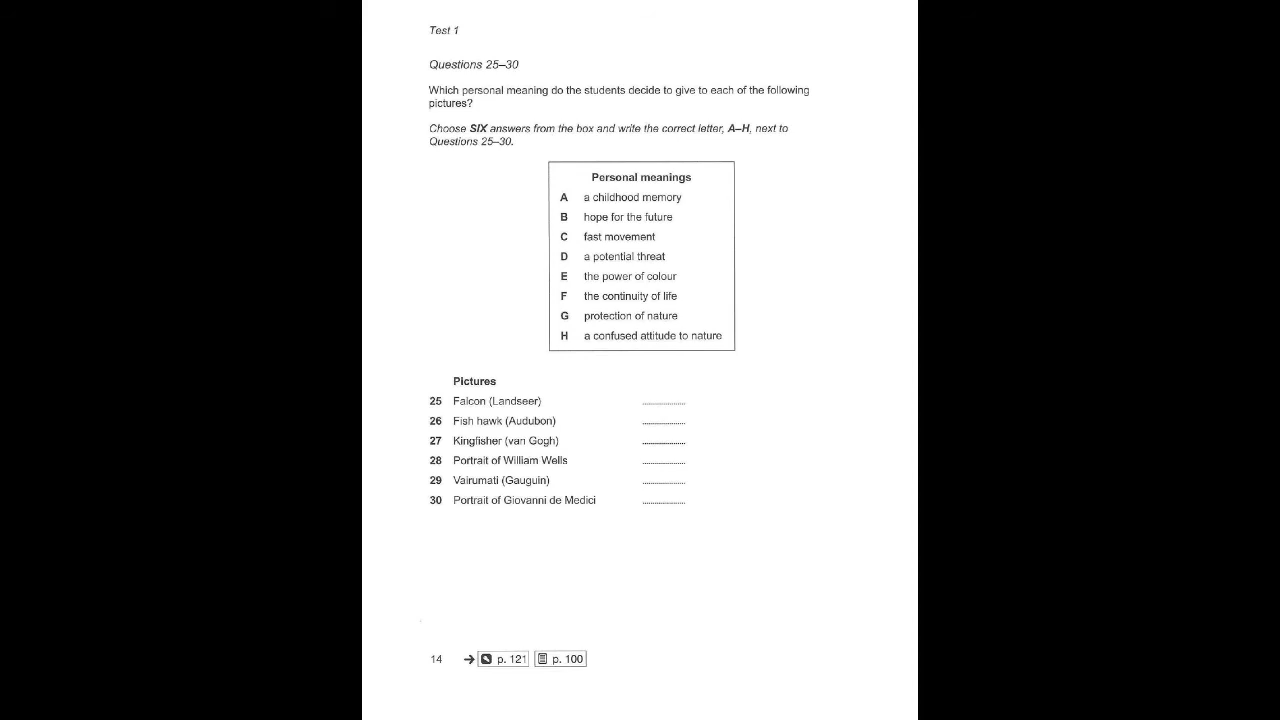 Test 1
Questions 25–30
Which personal meaning do the students decide to give to each of the following
pictures?
Choose SIX answers from the box and write the correct letter, A–H, next to
Questions 25–30.
Personal meanings
A a childhood memory
B hope for the future
C fast movement
D a potential threat
E the power of colour
F the continuity of life
G protection of nature
H a confused attitude to nature
Pictures
25 Falcon (Landseer) ....................
26 Fish hawk (Audubon) ....................
27 Kingfisher (van Gogh) ....................
28 Portrait of William Wells ....................
29 Vairumati (Gauguin) ....................
30 Portrait of Giovanni de Medici ....................
14 → p. 121 p. 100